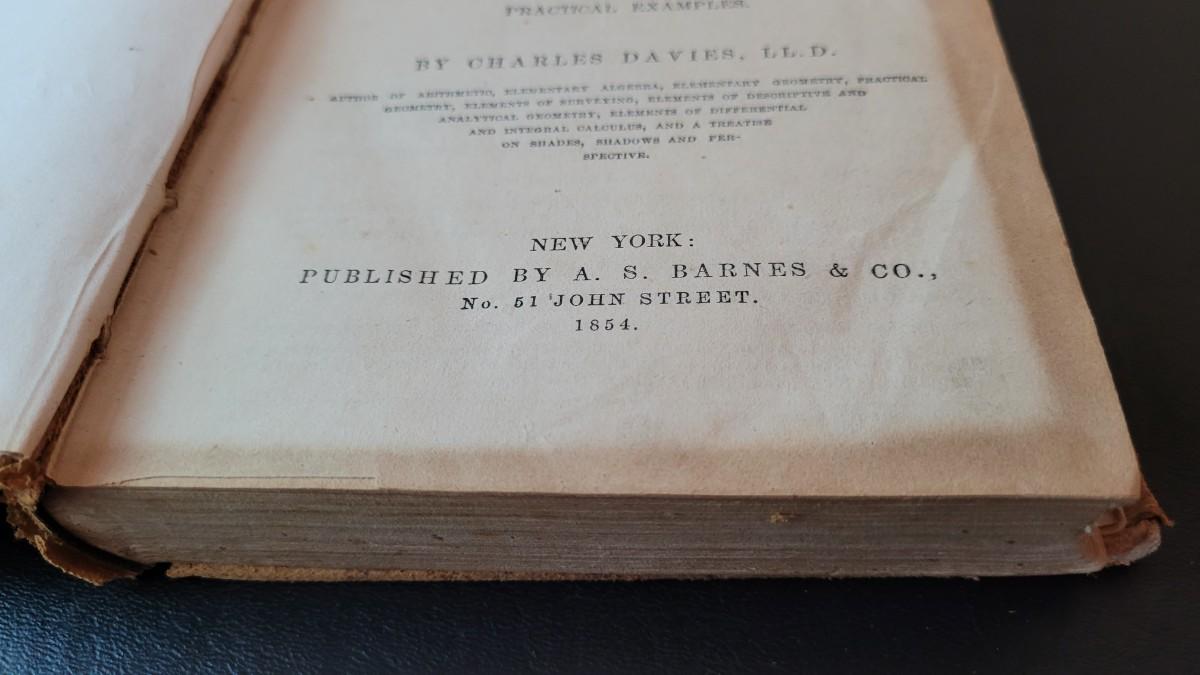 PRACTICAL EXAMPLES.
BY CHARLES DAVIES, LL.D.
AUTHOR OF ARITHMETIC, ELEMENTARY ALGEBRA, ELEMENTARY GEOMETRY, PRACTICAL
GEOMETRY, ELEMENTS OF SURVEYING, ELEMENTS OF DESCRIPTIVE AND
ANALYTICAL GEOMETRY, ELEMENTS OF DIFFERENTIAL
AND INTEGRAL CALCULUS, AND A TREATISE
ON SHADES, SHADOWS AND PER-
SPECTIVE.
NEW YORK:
PUBLISHED BY A. S. BARNES & CO.,
No. 51 JOHN STREET.
1854.